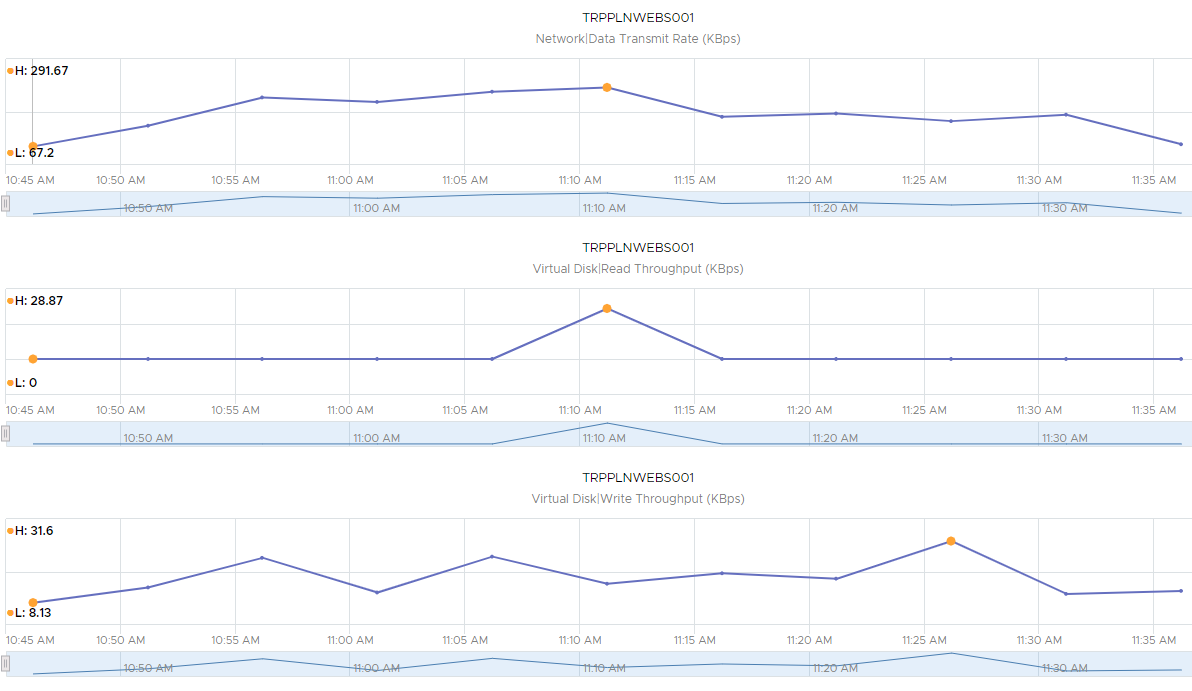 TRPPLNWEBS001
Network|Data Transmit Rate (KBps)
H: 291.67
L: 67.2
10:45 AM 10:50 AM 10:55 AM 11:00 AM 11:05 AM 11:10 AM 11:15 AM 11:20 AM 11:25 AM 11:30 AM 11:35 AM
10:50 AM 11:00 AM 11:10 AM 11:20 AM 11:30 AM
TRPPLNWEBS001
Virtual Disk|Read Throughput (KBps)
H: 28.87
L: 0
10:45 AM 10:50 AM 10:55 AM 11:00 AM 11:05 AM 11:10 AM 11:15 AM 11:20 AM 11:25 AM 11:30 AM 11:35 AM
10:50 AM 11:00 AM 11:10 AM 11:20 AM 11:30 AM
TRPPLNWEBS001
Virtual Disk|Write Throughput (KBps)
H: 31.6
L: 8.13
10:45 AM 10:50 AM 10:55 AM 11:00 AM 11:05 AM 11:10 AM 11:15 AM 11:20 AM 11:25 AM 11:30 AM 11:35 AM
10:50 AM 11:00 AM 11:10 AM 11:20 AM 11:30 AM